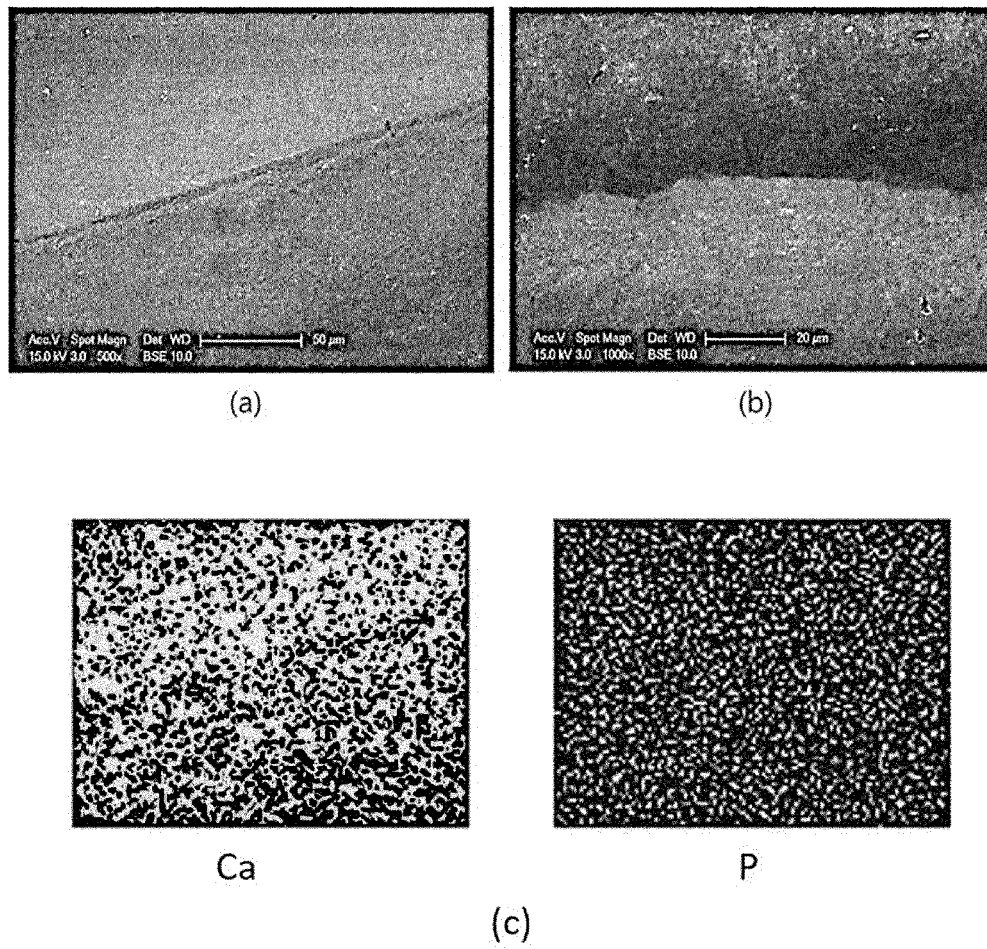 Acc.V Spot Magn Det WD 50 µm
15.0 kV 3.0 500x BSE 10.0
Acc.V Spot Magn Det WD 20 µm
15.0 kV 3.0 1000x BSE 10.0
(a)
(b)
Ca
P
(c)